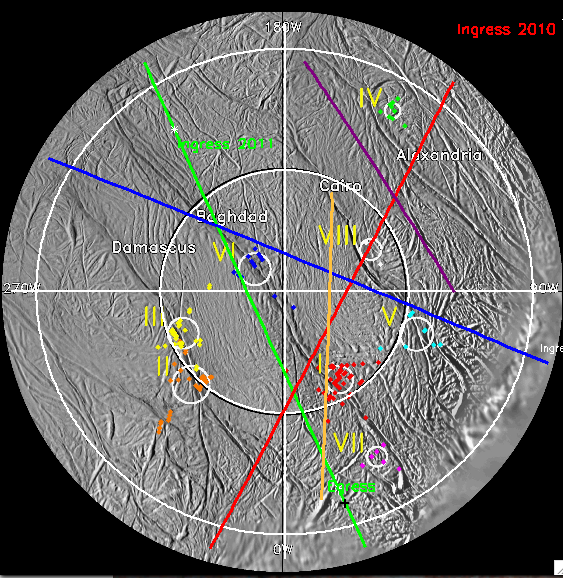 180W
Ingress 2010
IV
Ingress 2011
Alexandria
Cairo
Baghdad
VIII
Damascus
VI
270W
90W
III
V
Ingre
II
I
VII
Egress
0W